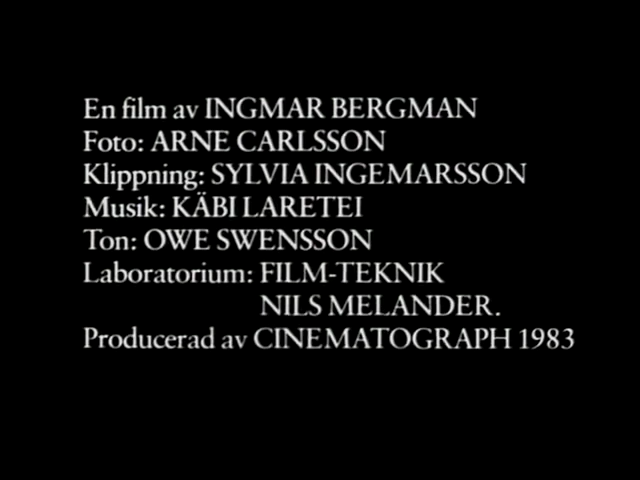 En film av INGMAR BERGMAN
Foto: ARNE CARLSSON
Klippning: SYLVIA INGEMARSSON
Musik: KÄBI LARETEI
Ton: OWE SWENSSON
Laboratorium: FILM-TEKNIK
NILS MELANDER.
Producerad av CINEMATOGRAPH 1983